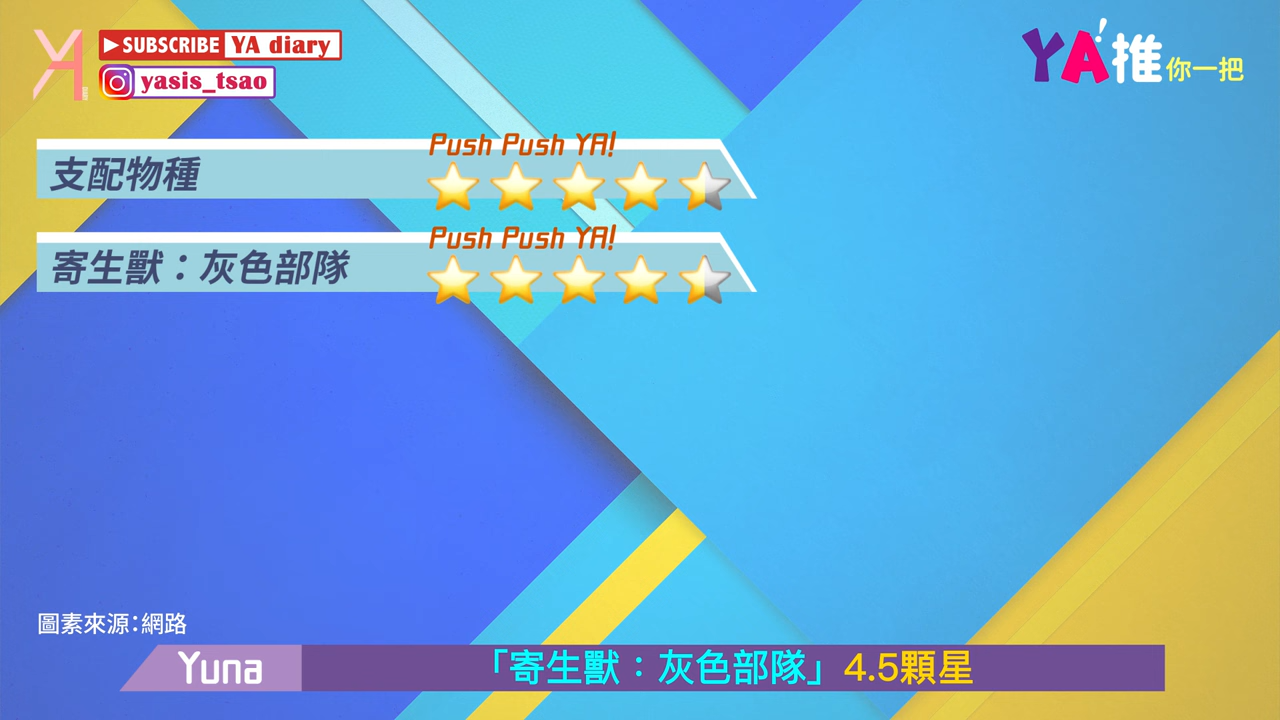 SUBSCRIBE YA diary
yasis_tsao
YA!推你一把
Push Push YA!
支配物種
Push Push YA!
寄生獸：灰色部隊
圖素來源：網路
Yuna
「寄生獸：灰色部隊」4.5顆星